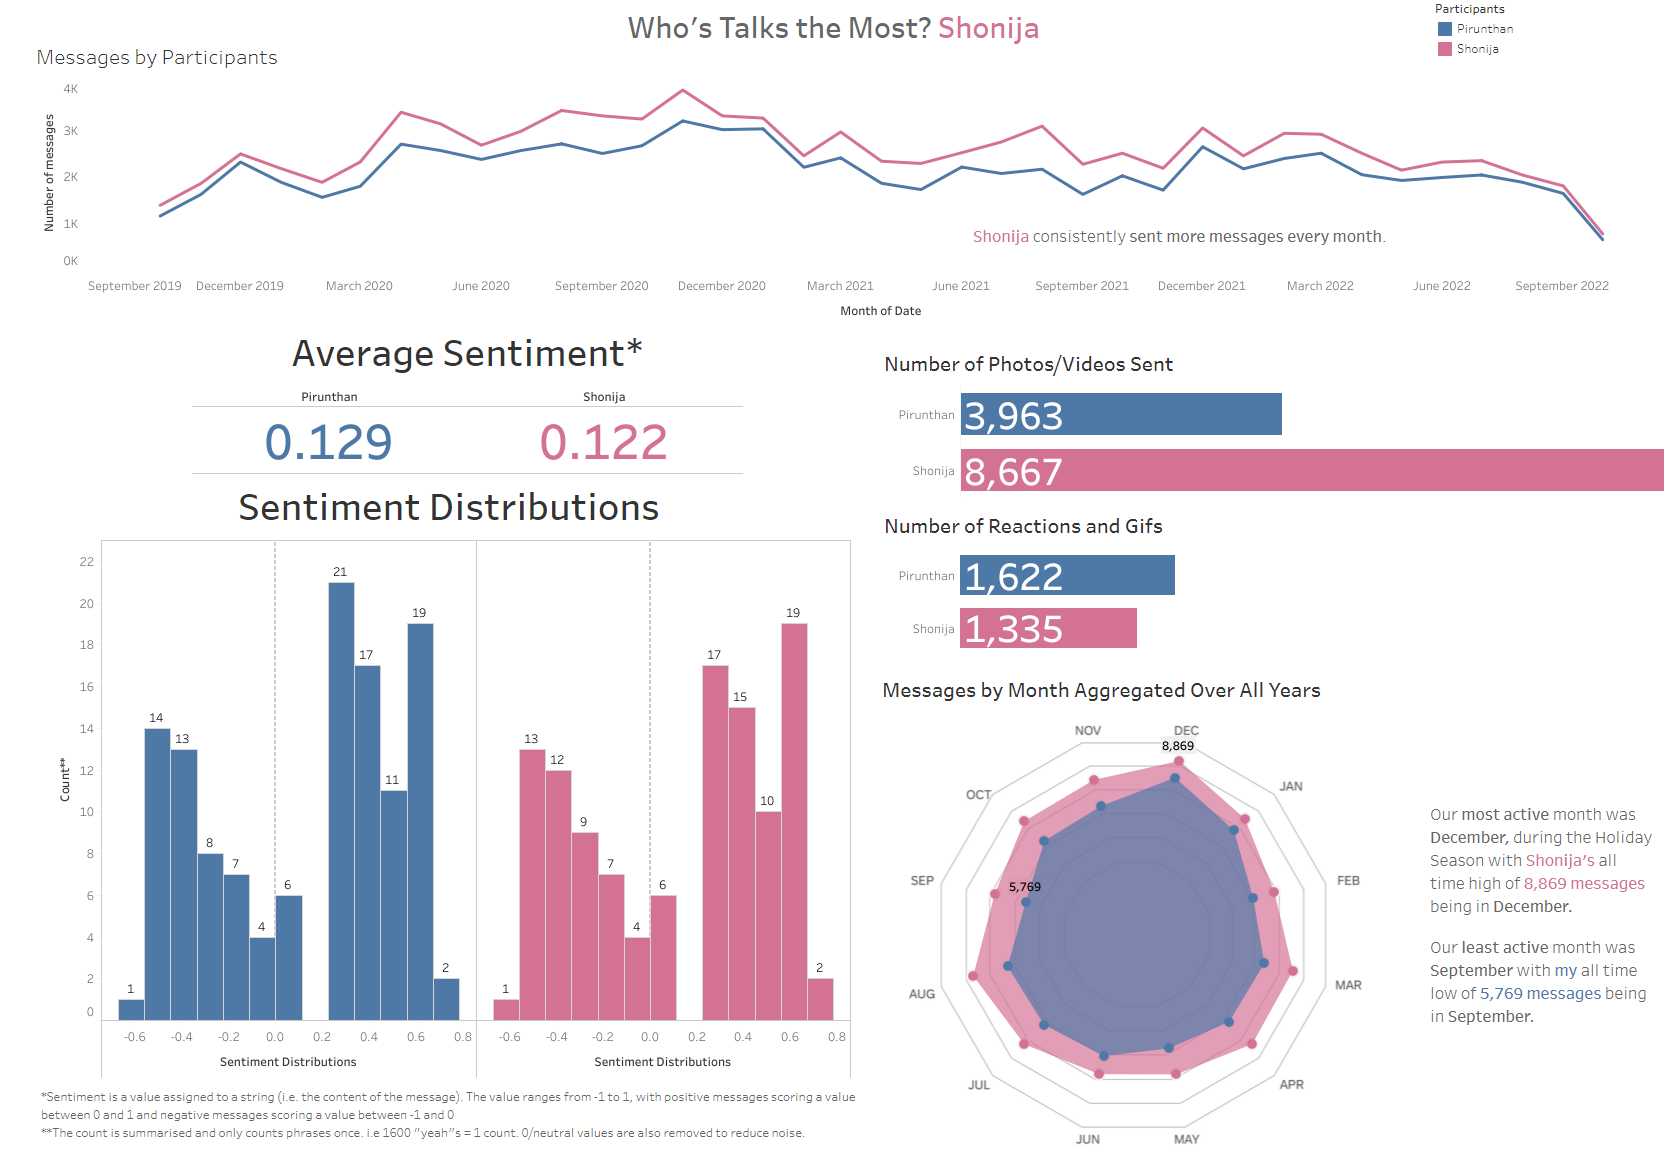 Who's Talks the Most? Shonija
Participants
Pirunthan
Shonija
Messages by Participants
Number of messages
4K
3K
2K
1K
0K
Shonija consistently sent more messages every month.
September 2019 December 2019 March 2020 June 2020 September 2020 December 2020 March 2021 June 2021 September 2021 December 2021 March 2022 June 2022 September 2022
Month of Date
Average Sentiment*
Pirunthan Shonija
0.129 0.122
Sentiment Distributions
Count**
22
20
18
16
14
12
10
8
6
4
2
0
1 14 13 8 7 4 6 21 17 11 19 2
1 13 12 9 7 4 6 17 15 10 19 2
-0.6 -0.4 -0.2 0.0 0.2 0.4 0.6 0.8 -0.6 -0.4 -0.2 0.0 0.2 0.4 0.6 0.8
Sentiment Distributions Sentiment Distributions
*Sentiment is a value assigned to a string (i.e. the content of the message). The value ranges from -1 to 1, with positive messages scoring a value
between 0 and 1 and negative messages scoring a value between -1 and 0
**The count is summarised and only counts phrases once. i.e 1600 "yeah"s = 1 count. 0/neutral values are also removed to reduce noise.
Number of Photos/Videos Sent
Pirunthan 3,963
Shonija 8,667
Number of Reactions and Gifs
Pirunthan 1,622
Shonija 1,335
Messages by Month Aggregated Over All Years
NOV DEC
8,869
OCT JAN
SEP 5,769 FEB
AUG MAR
JUL APR
JUN MAY
Our most active month was
December, during the Holiday
Season with Shonija's all
time high of 8,869 messages
being in December.
Our least active month was
September with my all time
low of 5,769 messages being
in September.